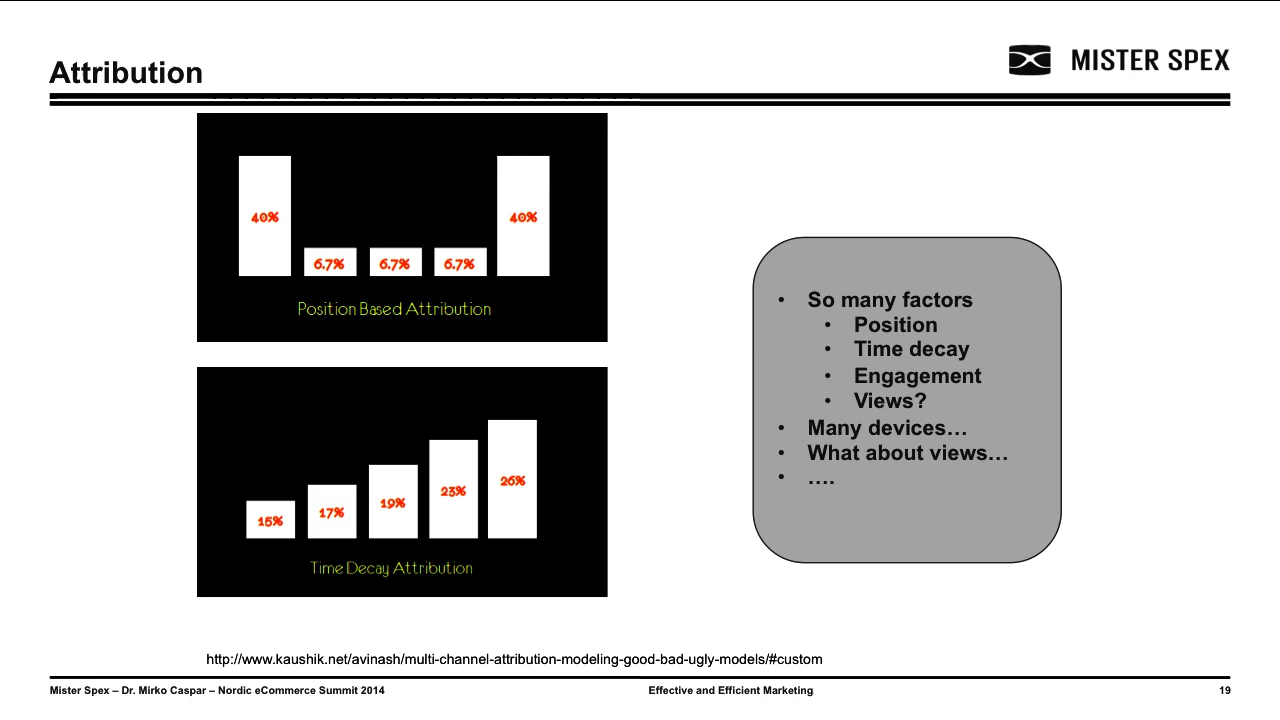 Attribution
MISTER SPEX
40%
40%
6.7%
6.7%
6.7%
Position Based Attribution
15%
17%
19%
23%
26%
Time Decay Attribution
• So many factors
• Position
• Time decay
• Engagement
• Views?
• Many devices…
• What about views…
• ….
http://www.kaushik.net/avinash/multi-channel-attribution-modeling-good-bad-ugly-models/#custom
Mister Spex – Dr. Mirko Caspar – Nordic eCommerce Summit 2014
Effective and Efficient Marketing
19